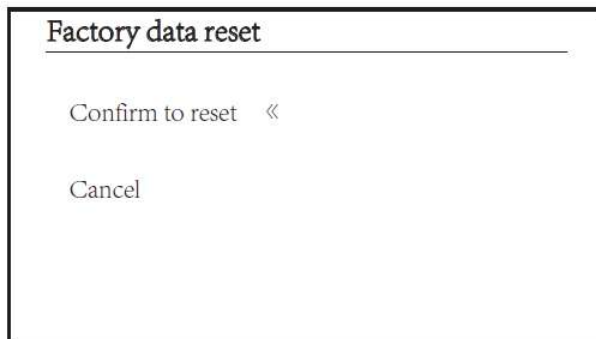 Factory data reset
Confirm to reset «
Cancel